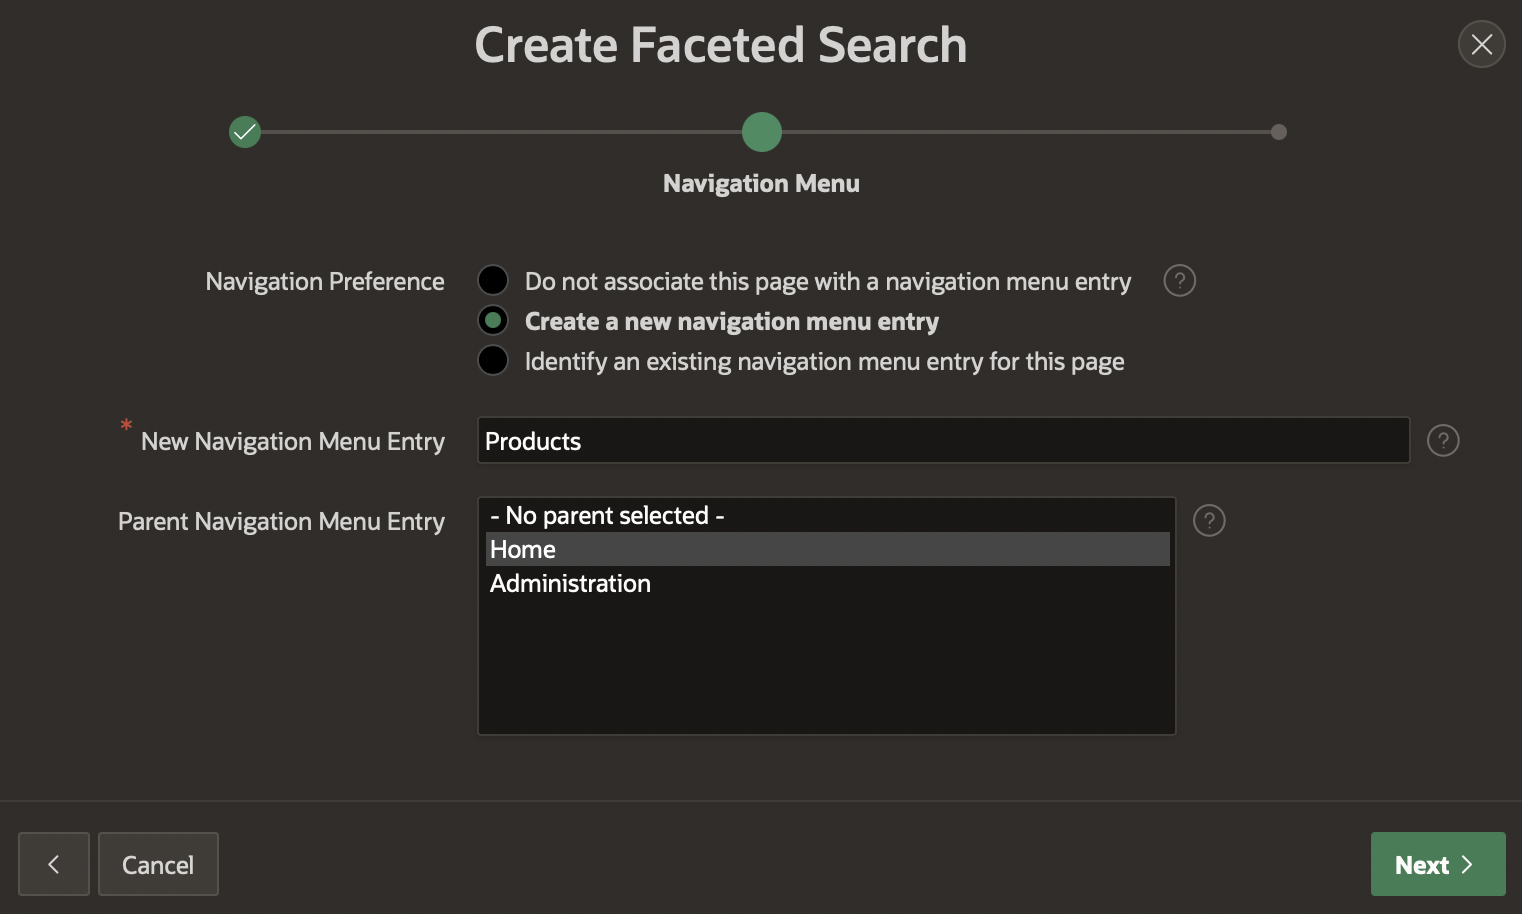 Create Faceted Search
Navigation Menu
Navigation Preference
Do not associate this page with a navigation menu entry
?
Create a new navigation menu entry
Identify an existing navigation menu entry for this page
* New Navigation Menu Entry
Products
?
Parent Navigation Menu Entry
- No parent selected -
?
Home
Administration
Cancel
Next